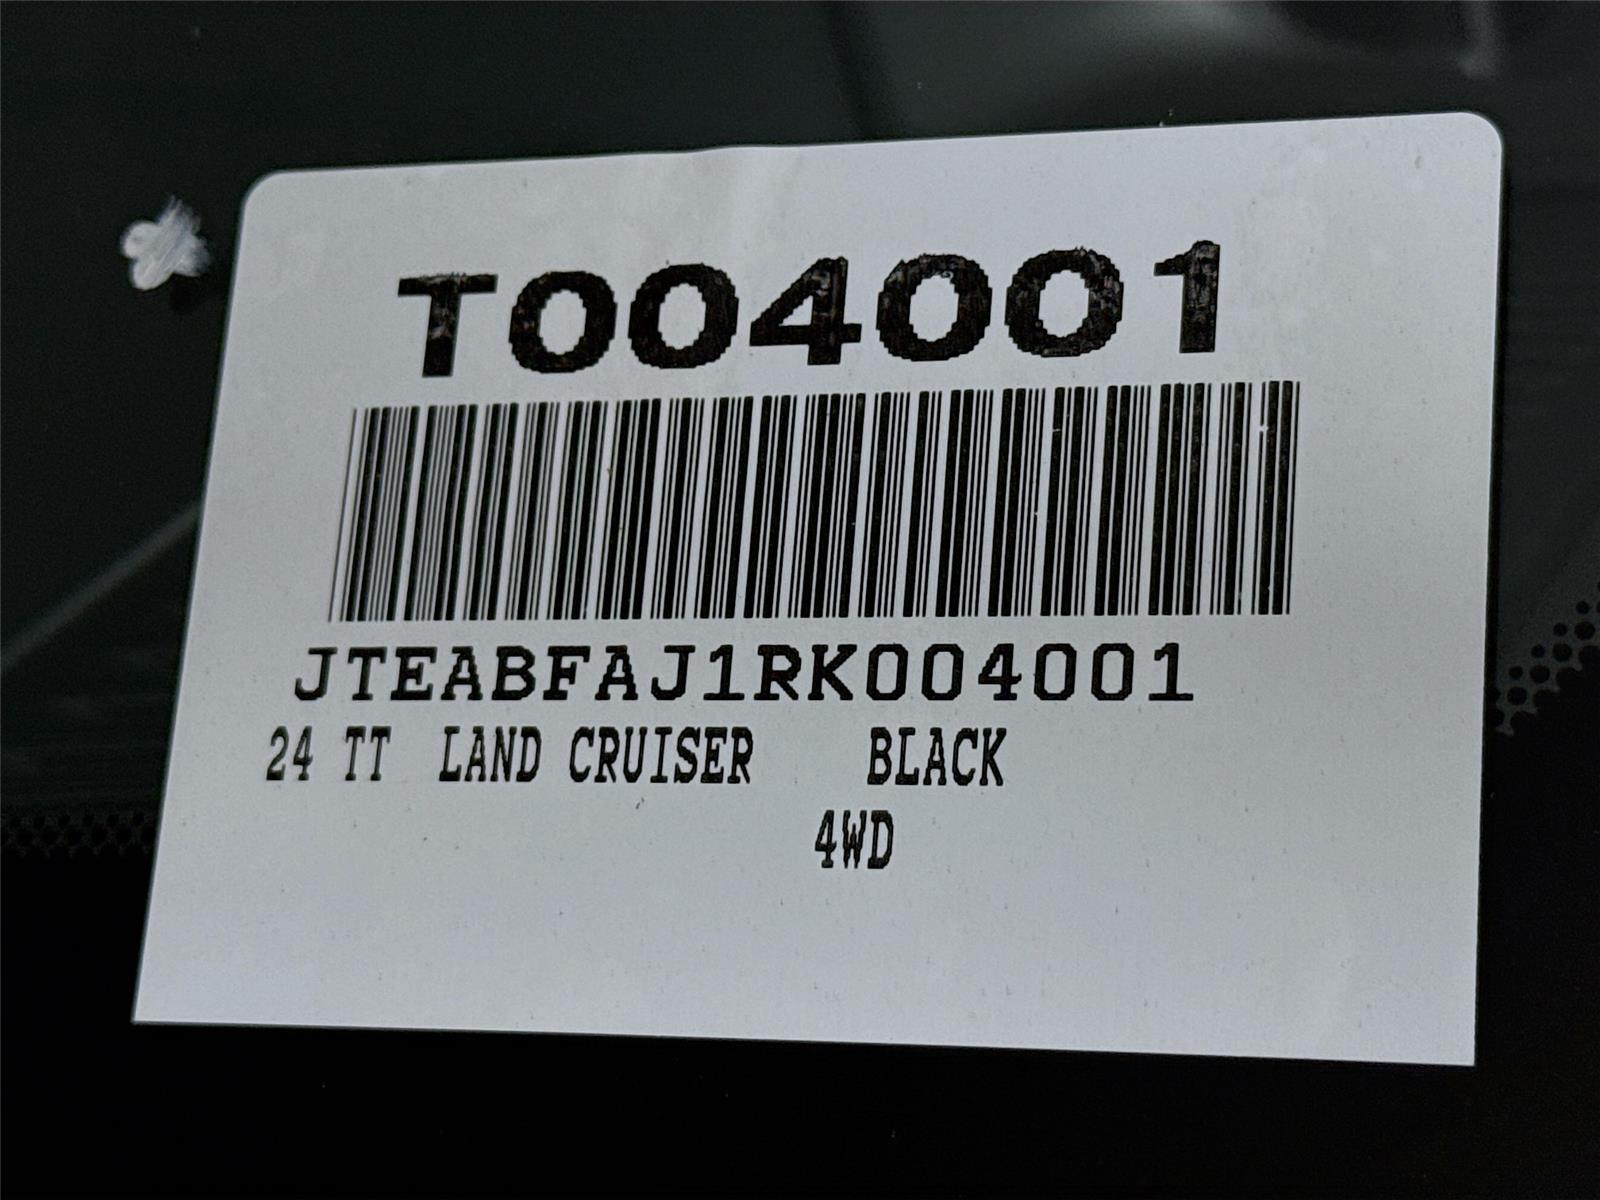 T004001
JTEABFAJ1RK004001
24 TT LAND CRUISER BLACK
4WD